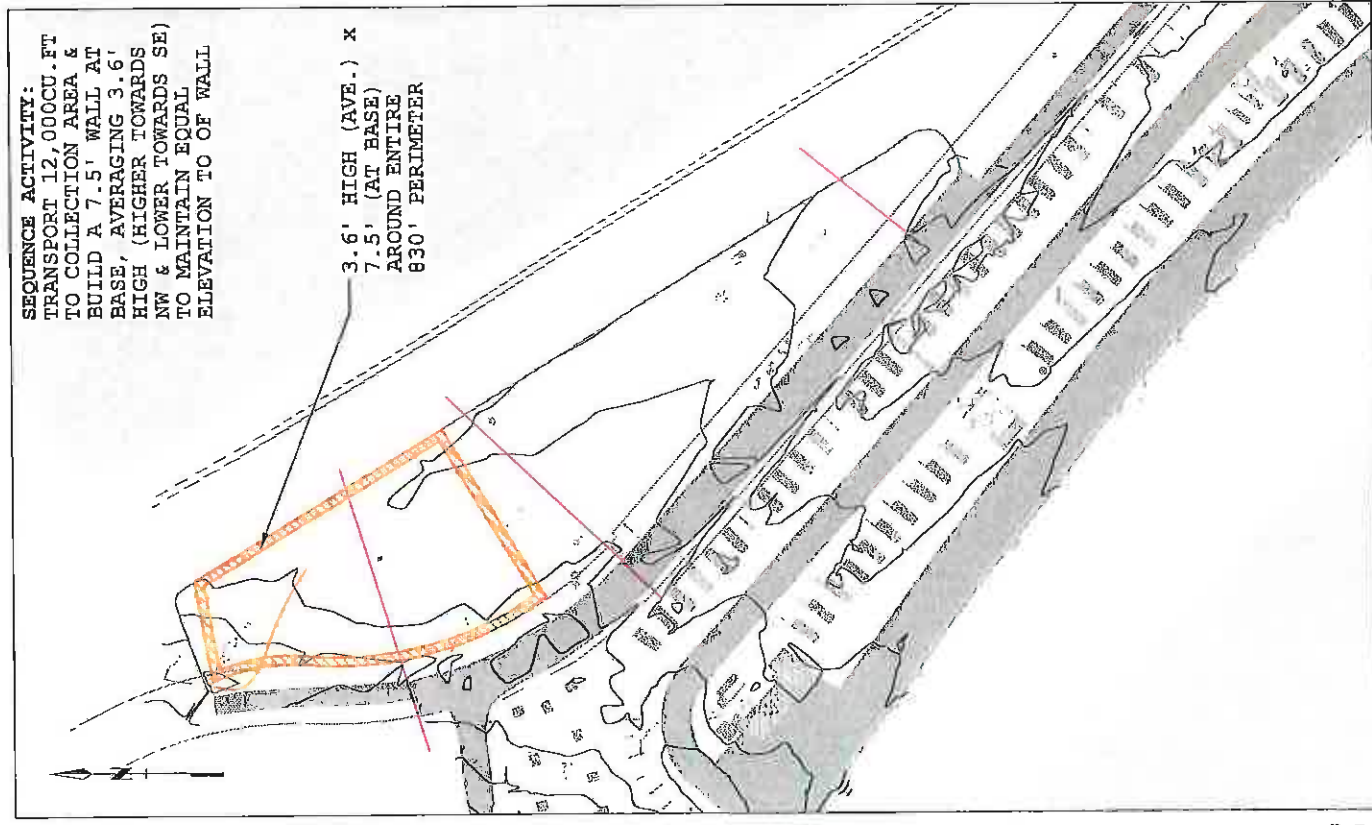 SEQUENCE ACTIVITY:
TRANSPORT 12,000CU.FT
TO COLLECTION AREA &
BUILD A 7.5' WALL AT
BASE, AVERAGING 3.6'
HIGH (HIGHER TOWARDS
NW & LOWER TOWARDS SE)
TO MAINTAIN EQUAL
ELEVATION TO OF WALL
3.6' HIGH (AVE.) X
7.5' (AT BASE)
AROUND ENTIRE
830' PERIMETER
N